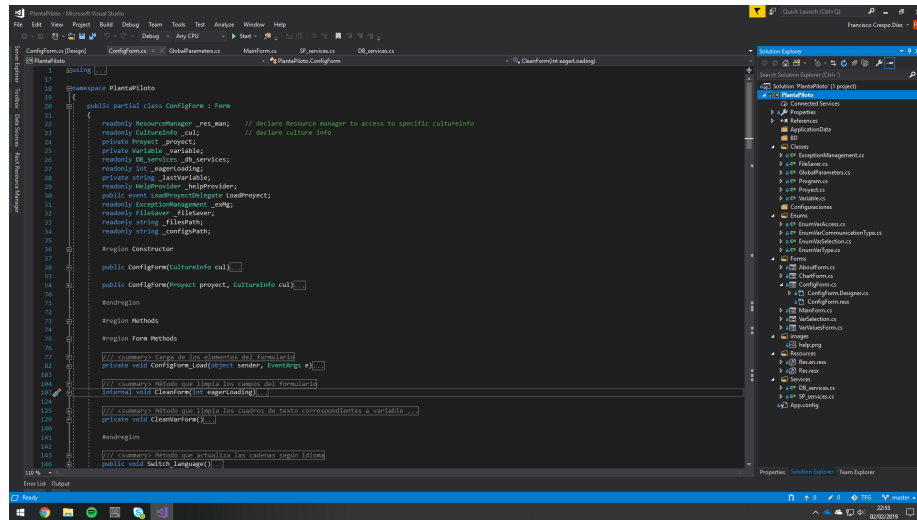 PlantaPiloto - Microsoft Visual Studio
Quick Launch (Ctrl+Q)
File Edit View Project Build Debug Team Tools Test Analyze Window Help
Francisco Crespo Diez
Debug Any CPU Start
ConfigForm.cs [Design] ConfigForm.cs GlobalParameters.cs MainForm.cs SP_services.cs DB_services.cs
PlantaPiloto PlantaPiloto.ConfigForm CleanForm(int eagerLoading)
Server Explorer
Toolbox
Data Sources
ResX Resource Manager
1 using ...
17
18 namespace PlantaPiloto
19 {
20 public partial class ConfigForm : Form
21 {
22 readonly ResourceManager _res_man; // declare Resource manager to access to specific cultureinfo
23 readonly CultureInfo _cul; // declare culture info
24 private Proyect _proyect;
25 private Variable _variable;
26 readonly DB_services _db_services;
27 readonly int _eagerLoading;
28 private string _lastVariable;
29 readonly HelpProvider _helpProvider;
30 public event LoadProyectDelegate LoadProyect;
31 readonly ExceptionManagement _exMg;
32 readonly FileSaver _fileSaver;
33 readonly string _filesPath;
34 readonly string _configsPath;
35
36 #region Constructor
37
38 public ConfigForm(CultureInfo cul)...
53
54 public ConfigForm(Proyect proyect, CultureInfo cul)...
70
71 #endregion
72
73 #region Methods
74
75 #region Form Methods
76
77 /// <summary> Carga de los elementos del formulario
82 private void ConfigForm_Load(object sender, EventArgs e)...
103
104 /// <summary> Método que limpia los campos del formulario
107 internal void CleanForm(int eagerLoading)...
124
125 /// <summary> Método que limpia los cuadros de texto correspondientes a variable ...
129 private void CleanVarForm()...
140
141 #endregion
142
143 /// <summary> Método que actualiza las cadenas según idioma
146 public void Switch_language()...
110 %
Solution Explorer
Search Solution Explorer (Ctrl+')
Solution 'PlantaPiloto' (1 project)
PlantaPiloto
Connected Services
Properties
References
ApplicationData
BD
Classes
ExceptionManagement.cs
FileSaver.cs
GlobalParameters.cs
Program.cs
Proyect.cs
Variable.cs
Configuraciones
Enums
EnumVarAccess.cs
EnumVarCommunicationType.cs
EnumVarSelection.cs
EnumVarType.cs
Forms
AboutForm.cs
ChartForm.cs
ConfigForm.cs
ConfigForm.Designer.cs
ConfigForm.resx
MainForm.cs
VarSelection.cs
VarValuesForm.cs
images
help.png
Resources
Res.en.resx
Res.resx
Services
DB_services.cs
SP_services.cs
App.config
Properties Solution Explorer Team Explorer
Error List Output
Ready
0 0 TFG master
22:55
02/02/2019